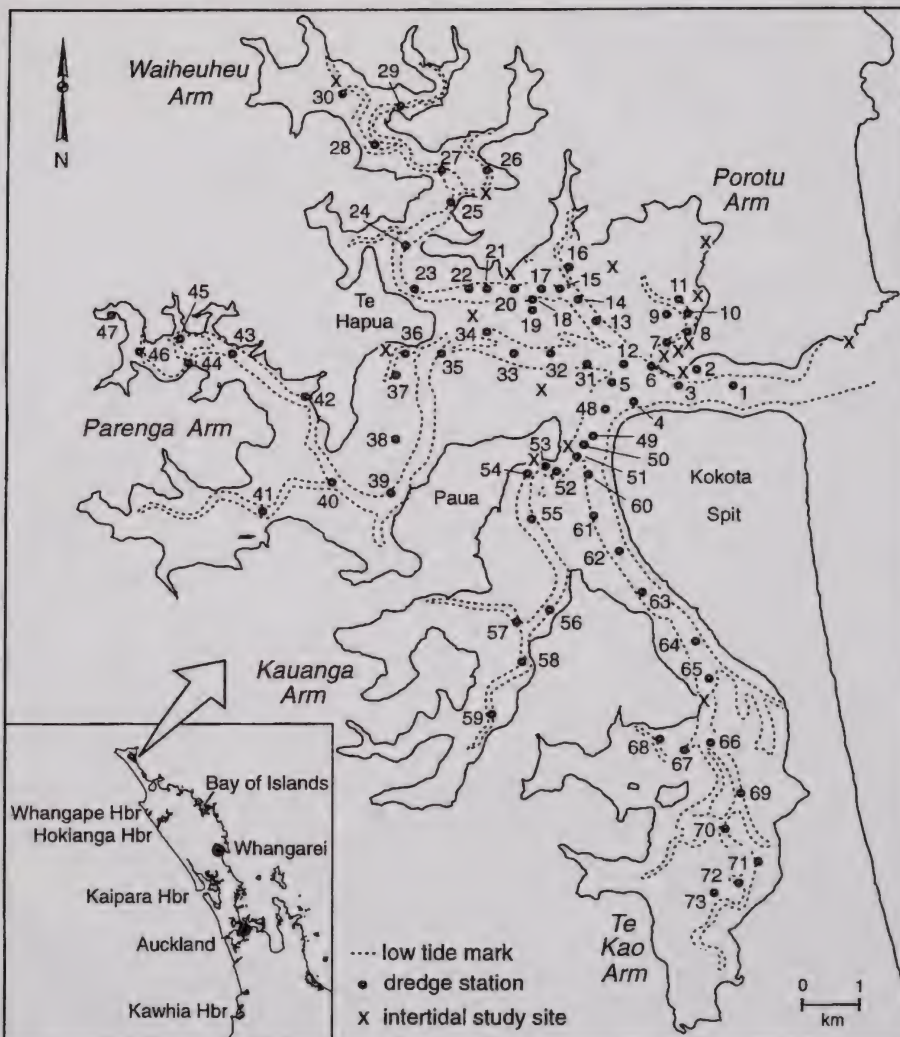 Waiheuheu
Arm
29
30
28
27
26
25
24
N
Porotu
Arm
16
21
23
22
20
17
15
14
18
19
13
11
9
10
8
7
Te
Hapua
34
36
35
33
32
31
12
6
5
2
3
1
4
45
47
46
44
43
42
37
38
Parenga Arm
48
49
50
51
53
54
52
60
39
40
41
Paua
55
Kokota
Spit
61
62
63
57
56
58
64
65
Kauanga
Arm
59
68
67
66
69
70
71
72
73
Te
Kao
Arm
Bay of Islands
Whangape Hbr
Hokianga Hbr
Whangarei
Kaipara Hbr
Auckland
Kawhia Hbr
low tide mark
dredge station
x intertidal study site
0 1
km